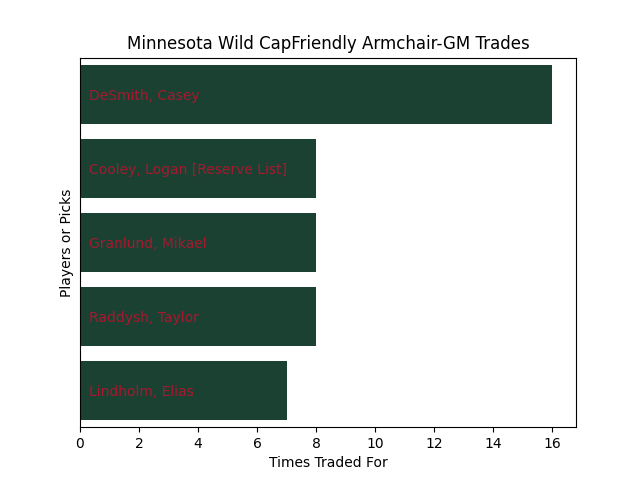 Minnesota Wild CapFriendly Armchair-GM Trades
Players or Picks
DeSmith, Casey
Cooley, Logan [Reserve List]
Granlund, Mikael
Raddysh, Taylor
Lindholm, Elias
0 2 4 6 8 10 12 14 16
Times Traded For